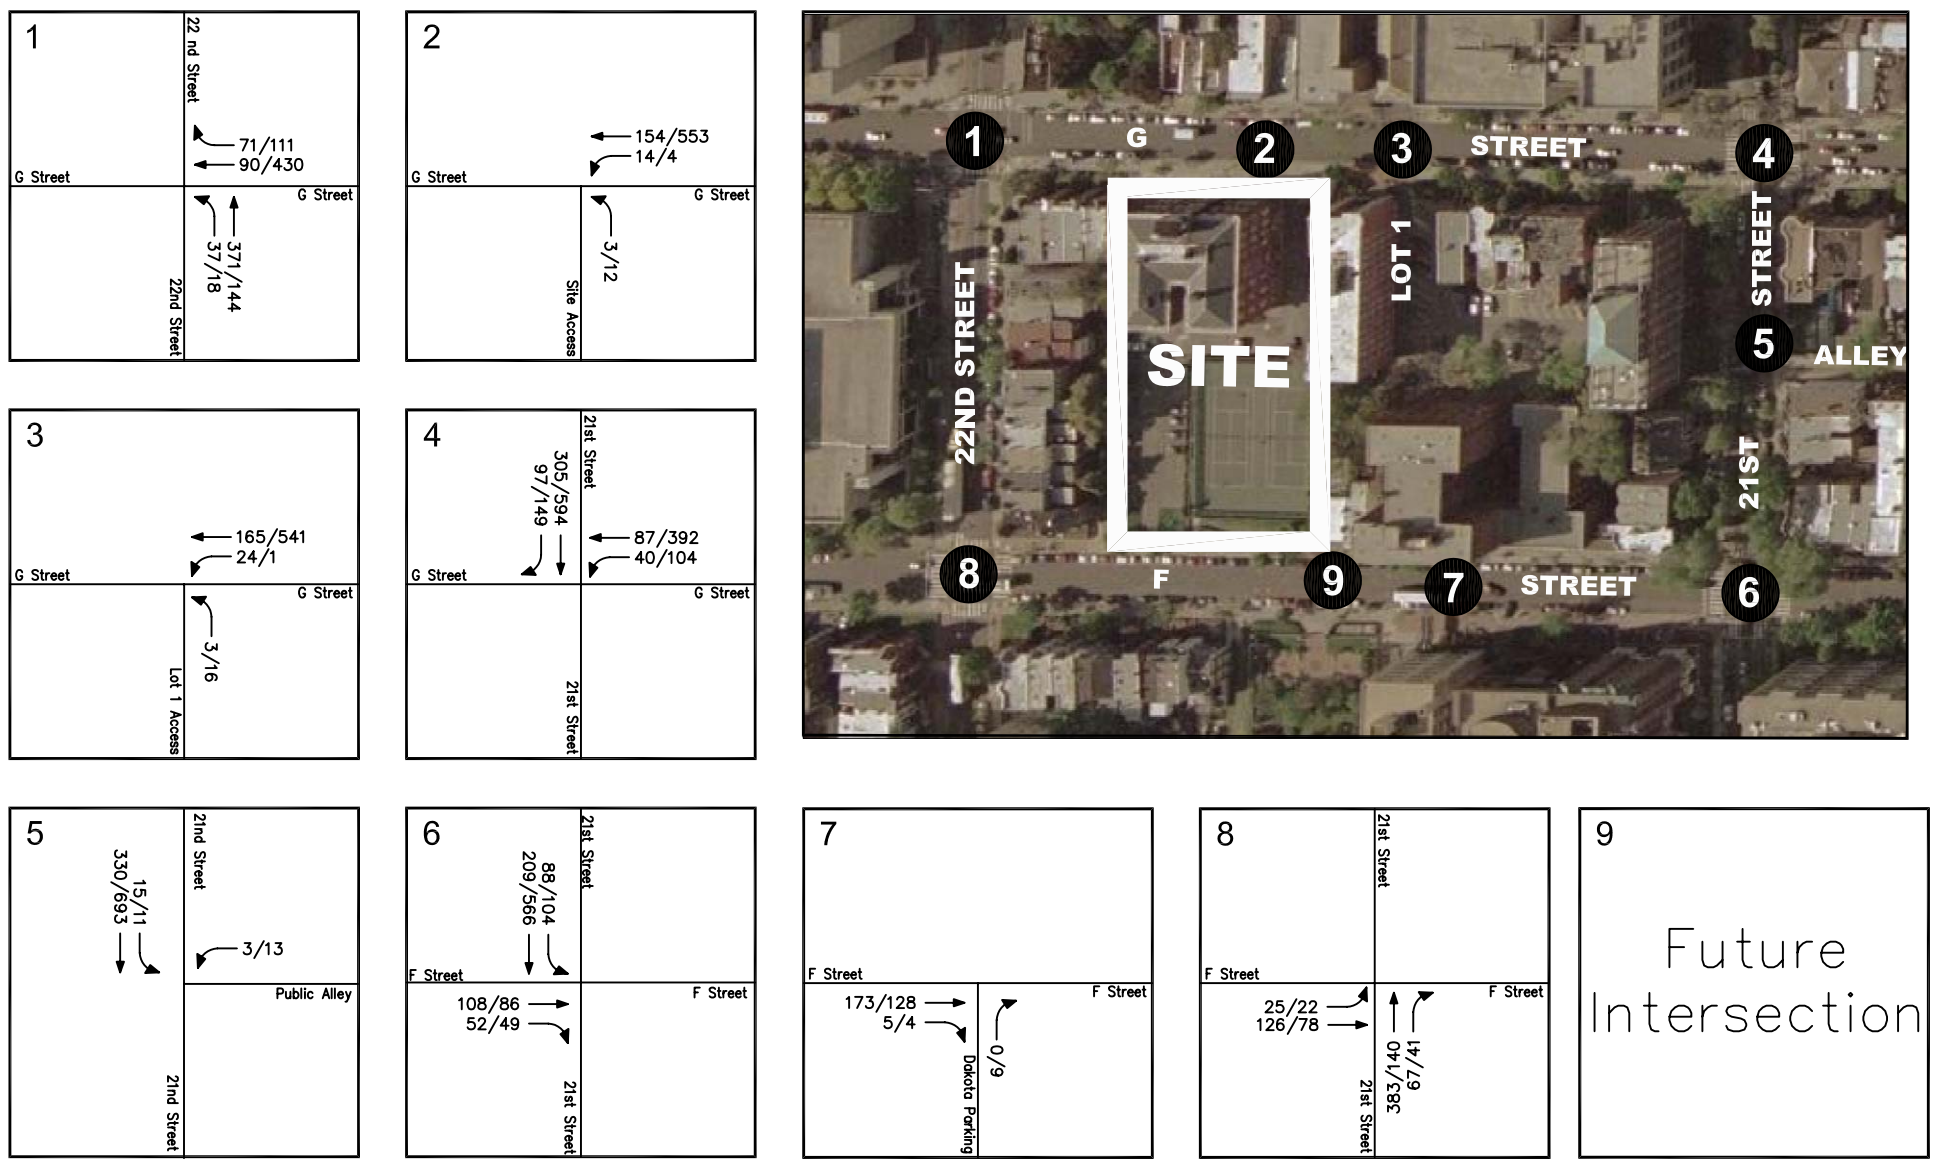 1
22 nd Street
71/111
90/430
G Street
G Street
37/18
371/144
22nd Street
2
154/553
14/4
G Street
G Street
3/12
Site Access
1
G
2
3
STREET
4
22ND STREET
SITE
LOT 1
21ST STREET
5
ALLEY
8
F
9
7
STREET
6
3
165/541
24/1
G Street
G Street
3/16
Lot 1 Access
4
97/149
305/594
21st Street
87/392
40/104
G Street
G Street
21st Street
5
330/693
15/11
21nd Street
3/13
Public Alley
21nd Street
6
209/566
88/104
21st Street
F Street
F Street
108/86
52/49
21st Street
7
F Street
F Street
173/128
5/4
0/9
Dakota Parking
8
21st Street
F Street
F Street
25/22
126/78
383/140
67/41
21st Street
9
Future
Intersection